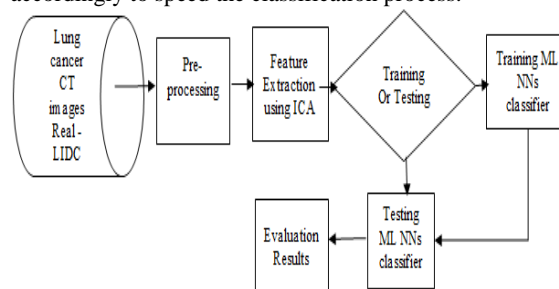 accordingly to speed the classification process.
Lung
cancer
CT
images
Real -
LIDC
Pre-
processing
Feature
Extraction
using ICA
Training
Or Testing
Training ML
NNs
classifier
Testing
ML NNs
classifier
Evaluation
Results